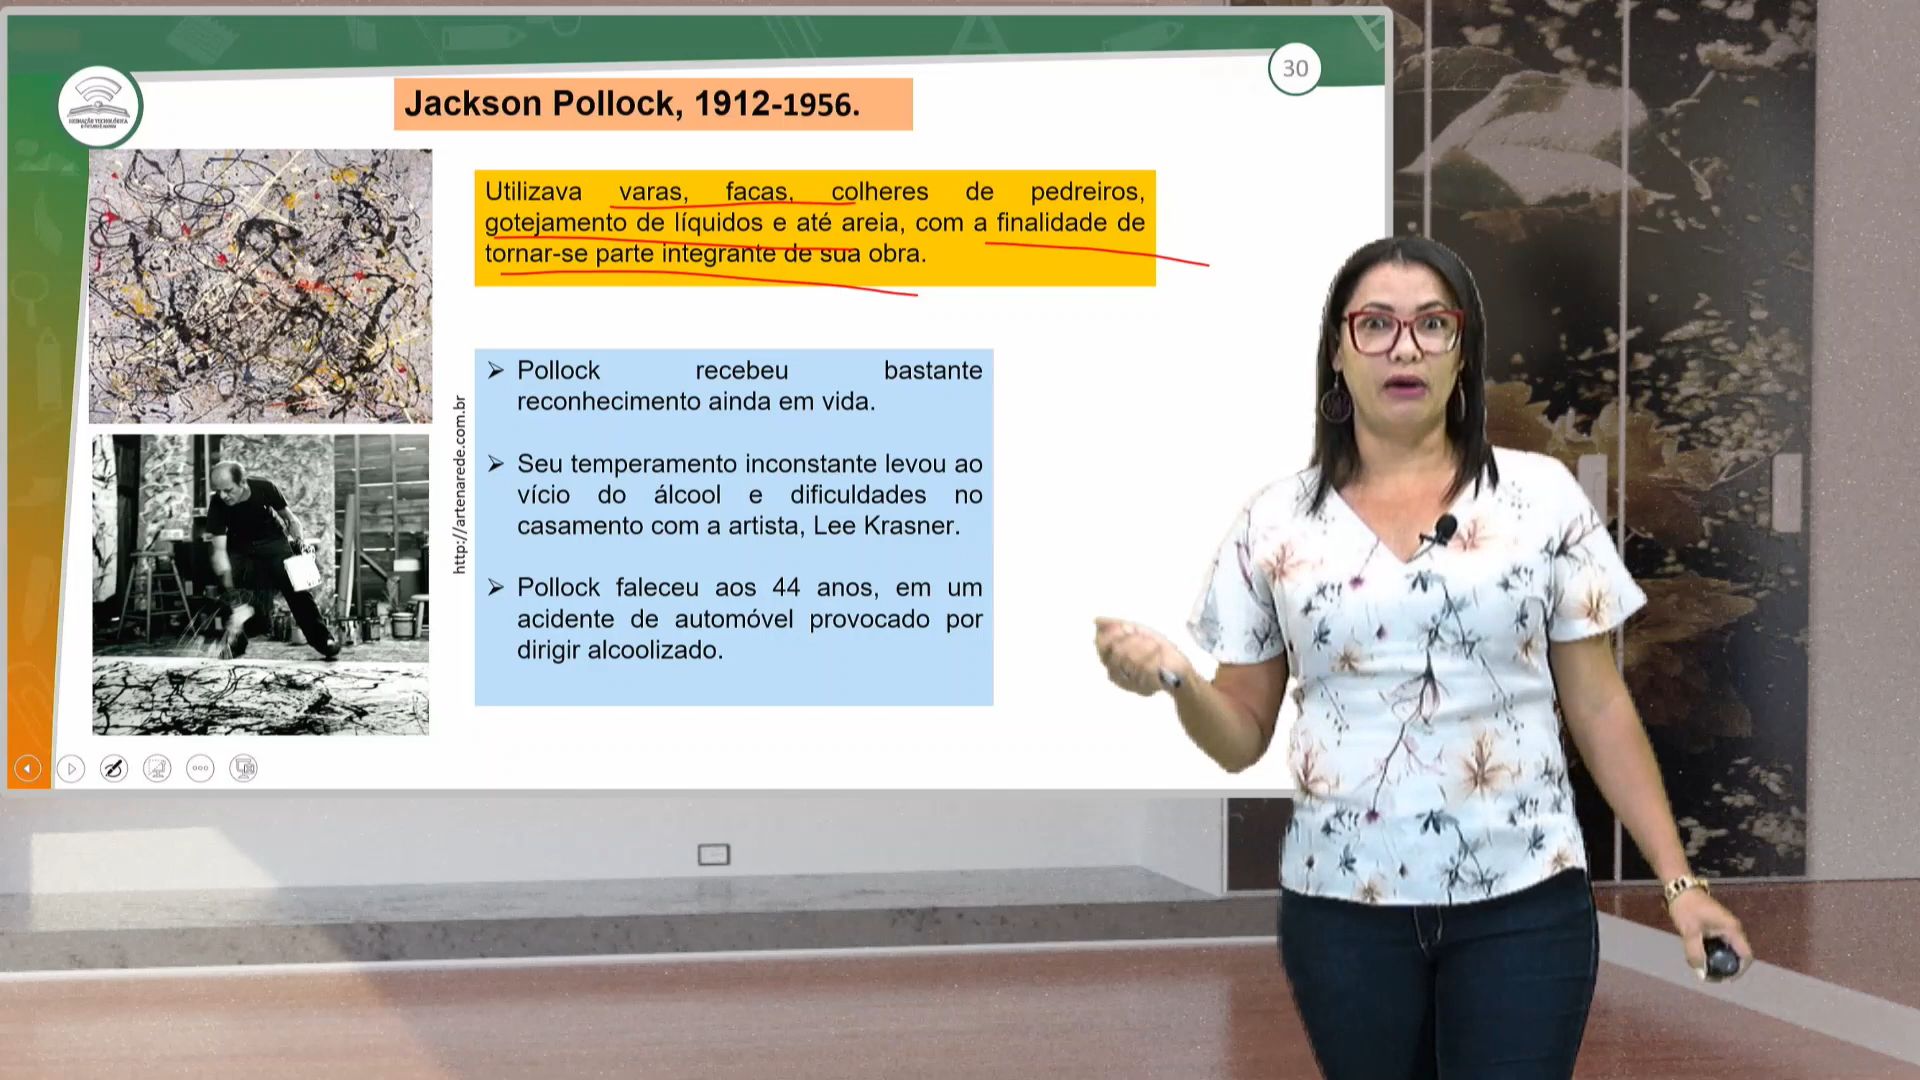 30
Jackson Pollock, 1912-1956.
Utilizava varas, facas, colheres de pedreiros,
gotejamento de líquidos e até areia, com a finalidade de
tornar-se parte integrante de sua obra.
http://artenarede.com.br
➢ Pollock recebeu bastante
reconhecimento ainda em vida.
➢ Seu temperamento inconstante levou ao
vício do álcool e dificuldades no
casamento com a artista, Lee Krasner.
➢ Pollock faleceu aos 44 anos, em um
acidente de automóvel provocado por
dirigir alcoolizado.